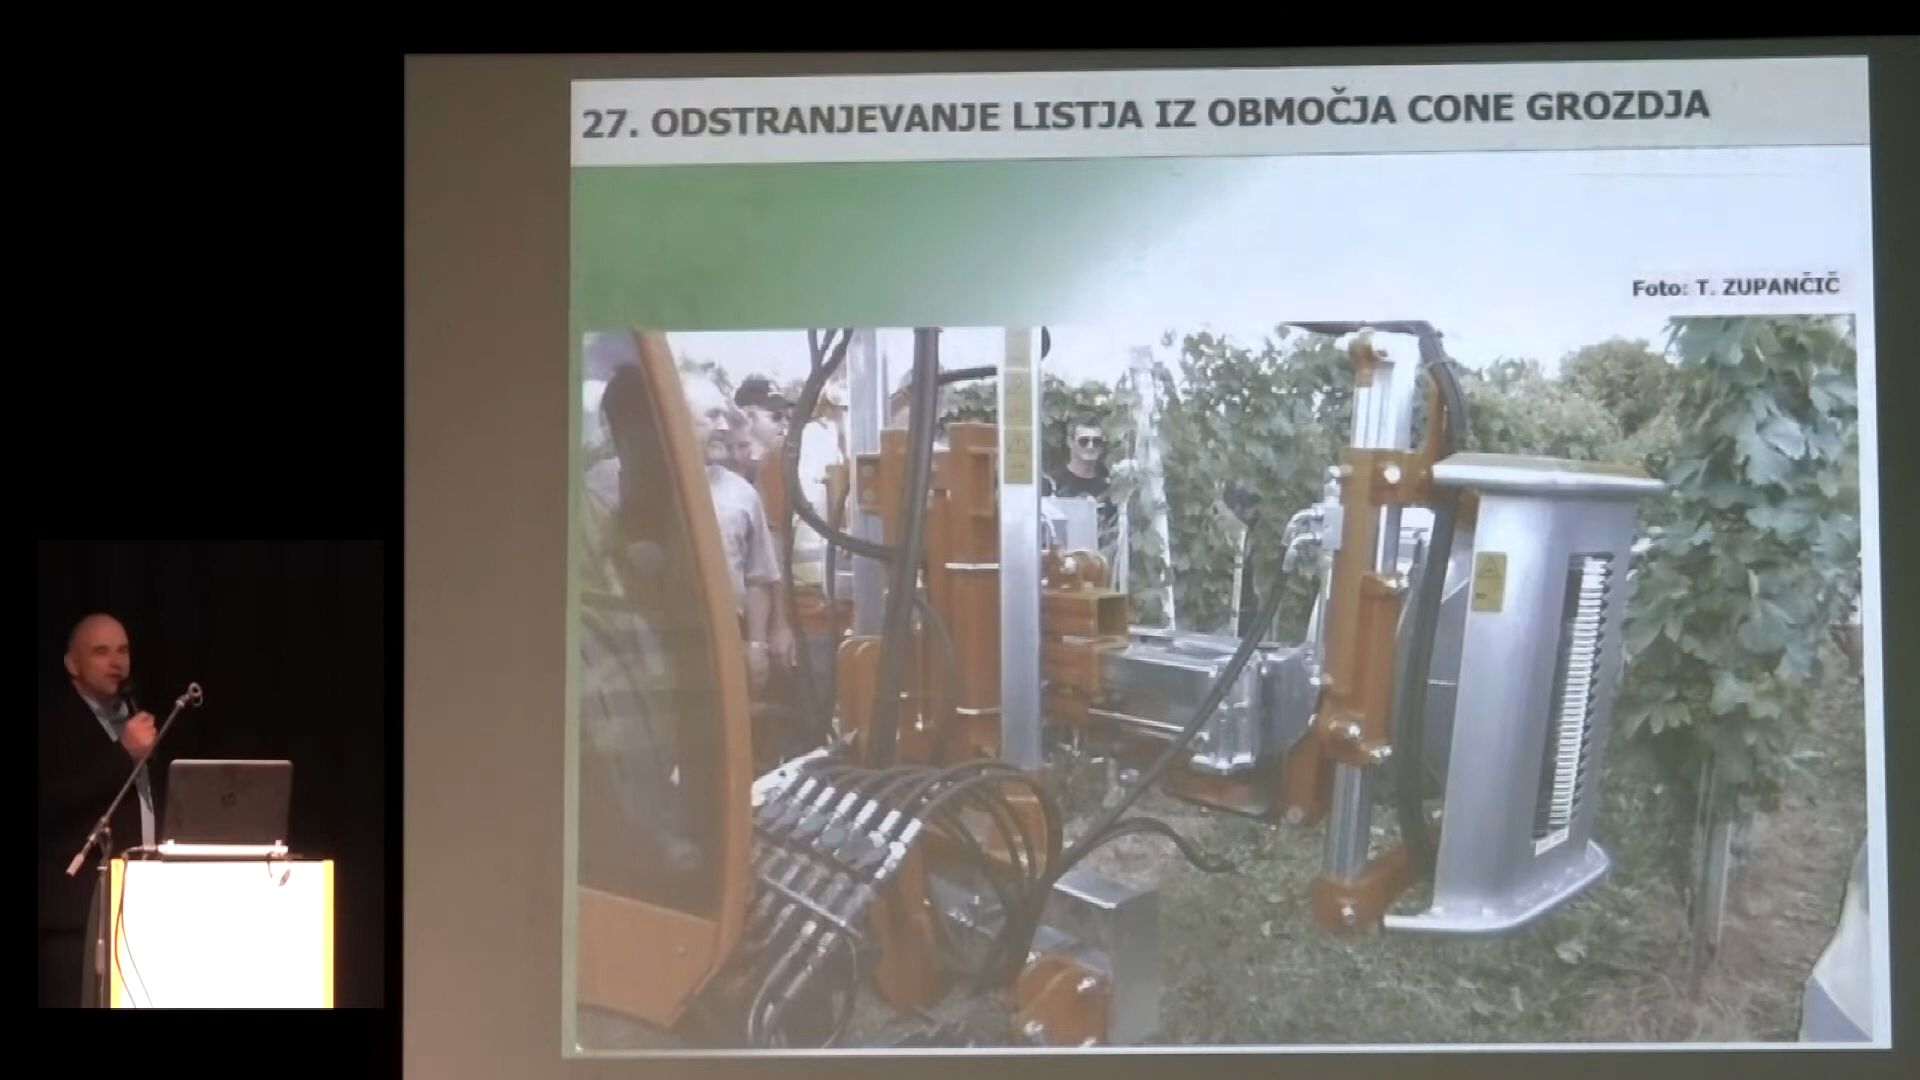 27. ODSTRANJEVANJE LISTJA IZ OBMOČJA CONE GROZDJA
Foto: T. ZUPANČIČ